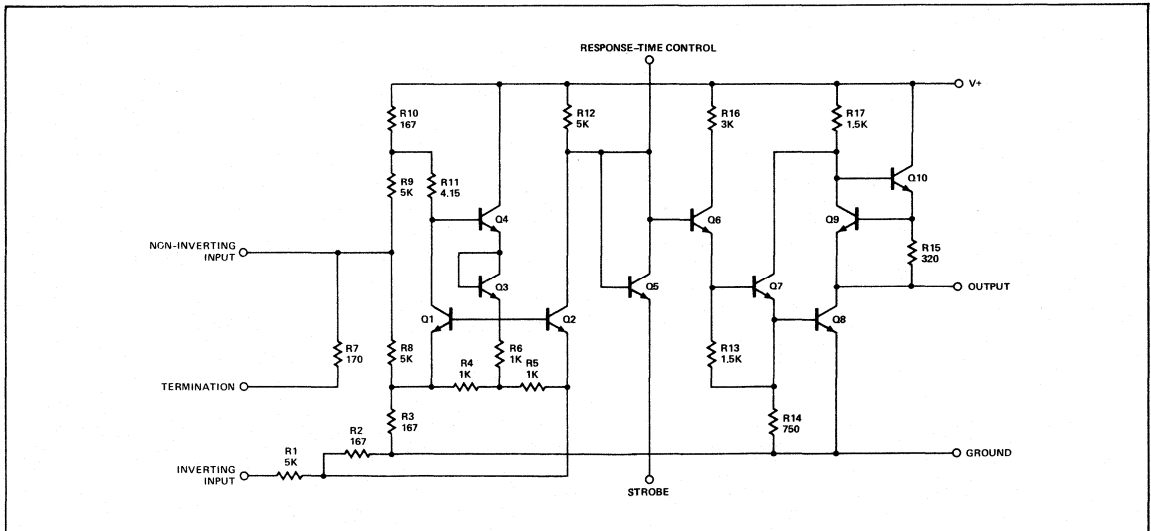 RESPONSE-TIME CONTROL
V+
R10
167
R12
5K
R16
3K
R17
1.5K
R9
5K
R11
4.15
Q4
Q6
Q10
Q9
R15
320
NON-INVERTING
INPUT
Q3
Q5
Q7
OUTPUT
Q1
Q2
Q8
R7
170
R8
5K
R6
1K
R4
1K
R5
1K
R13
1.5K
TERMINATION
R3
167
R14
750
R2
167
R1
5K
GROUND
INVERTING
INPUT
STROBE